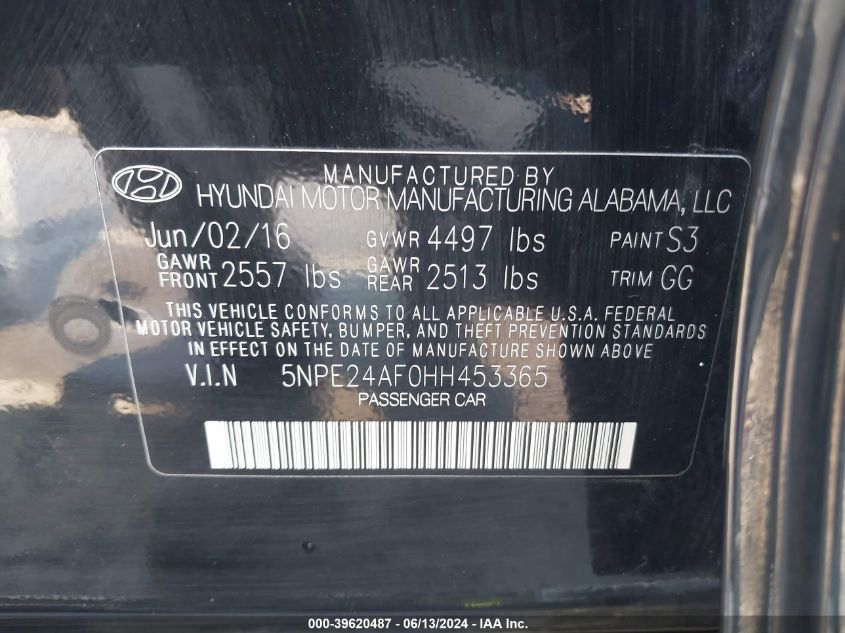 MANUFACTURED BY
HYUNDAI MOTOR MANUFACTURING ALABAMA, LLC
Jun/02/16 GVWR 4497 lbs PAINT S3
GAWR FRONT 2557 lbs GAWR REAR 2513 lbs TRIM GG
THIS VEHICLE CONFORMS TO ALL APPLICABLE U.S.A. FEDERAL
MOTOR VEHICLE SAFETY, BUMPER, AND THEFT PREVENTION STANDARDS
IN EFFECT ON THE DATE OF MANUFACTURE SHOWN ABOVE
V.I.N 5NPE24AF0HH453365
PASSENGER CAR
000-39620487 - 06/13/2024 - IAA Inc.